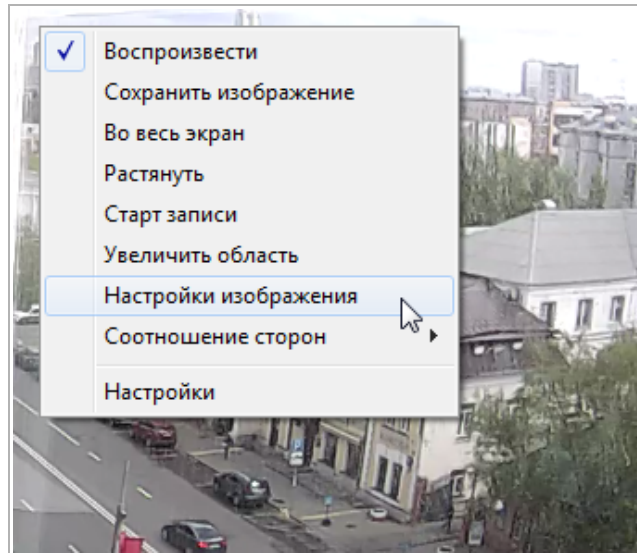 Воспроизвести
Сохранить изображение
Во весь экран
Растянуть
Старт записи
Увеличить область
Настройки изображения
Соотношение сторон
Настройки